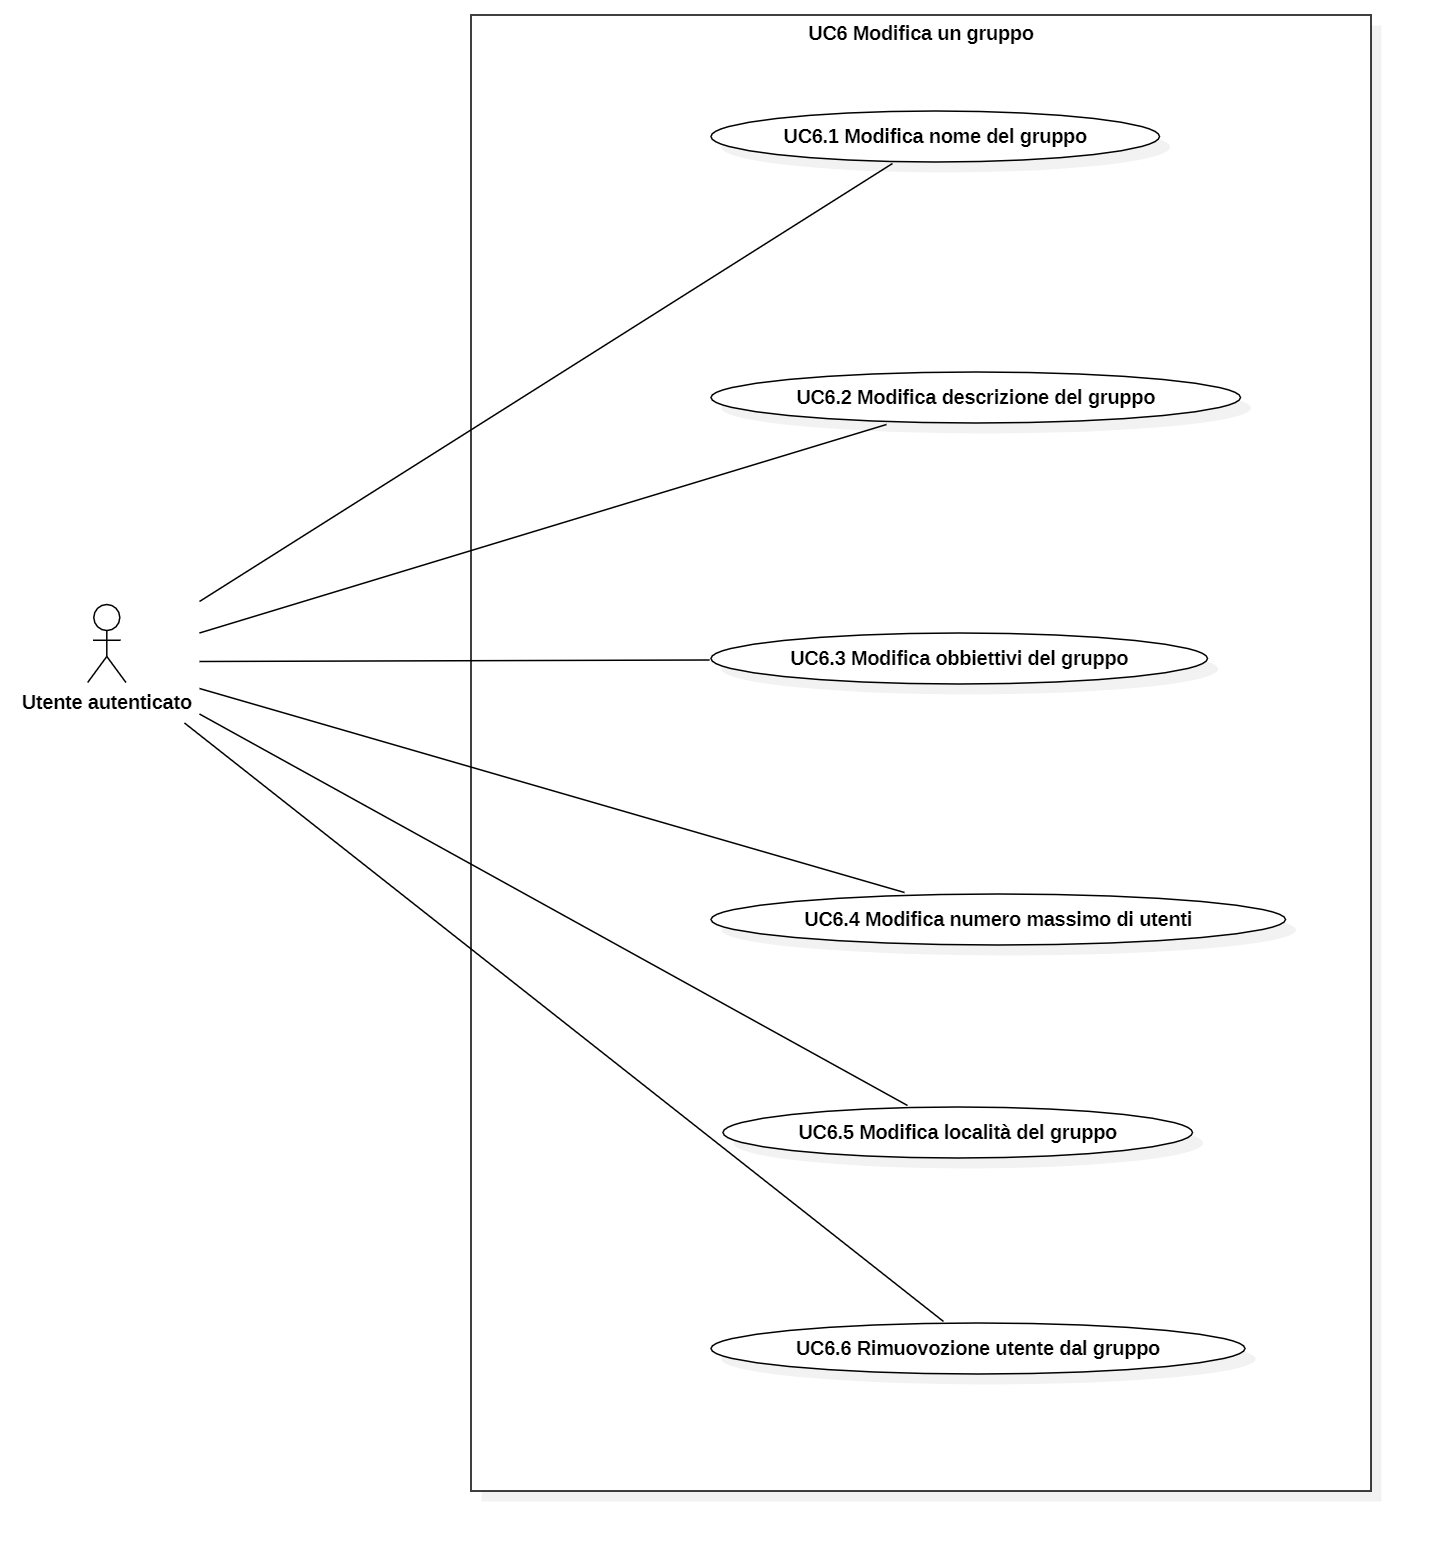 UC6 Modifica un gruppo
UC6.1 Modifica nome del gruppo
UC6.2 Modifica descrizione del gruppo
UC6.3 Modifica obbiettivi del gruppo
Utente autenticato
UC6.4 Modifica numero massimo di utenti
UC6.5 Modifica località del gruppo
UC6.6 Rimuovozione utente dal gruppo